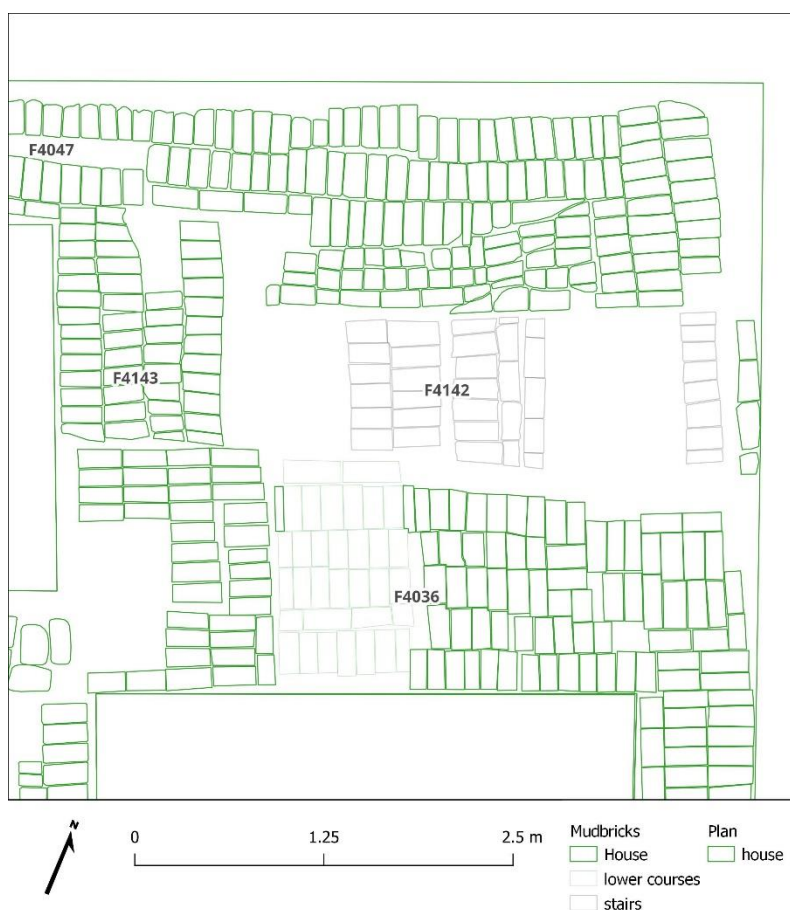 F4047
F4143
F4142
F4036
N
0 1.25 2.5 m
Mudbricks Plan
House house
lower courses
stairs